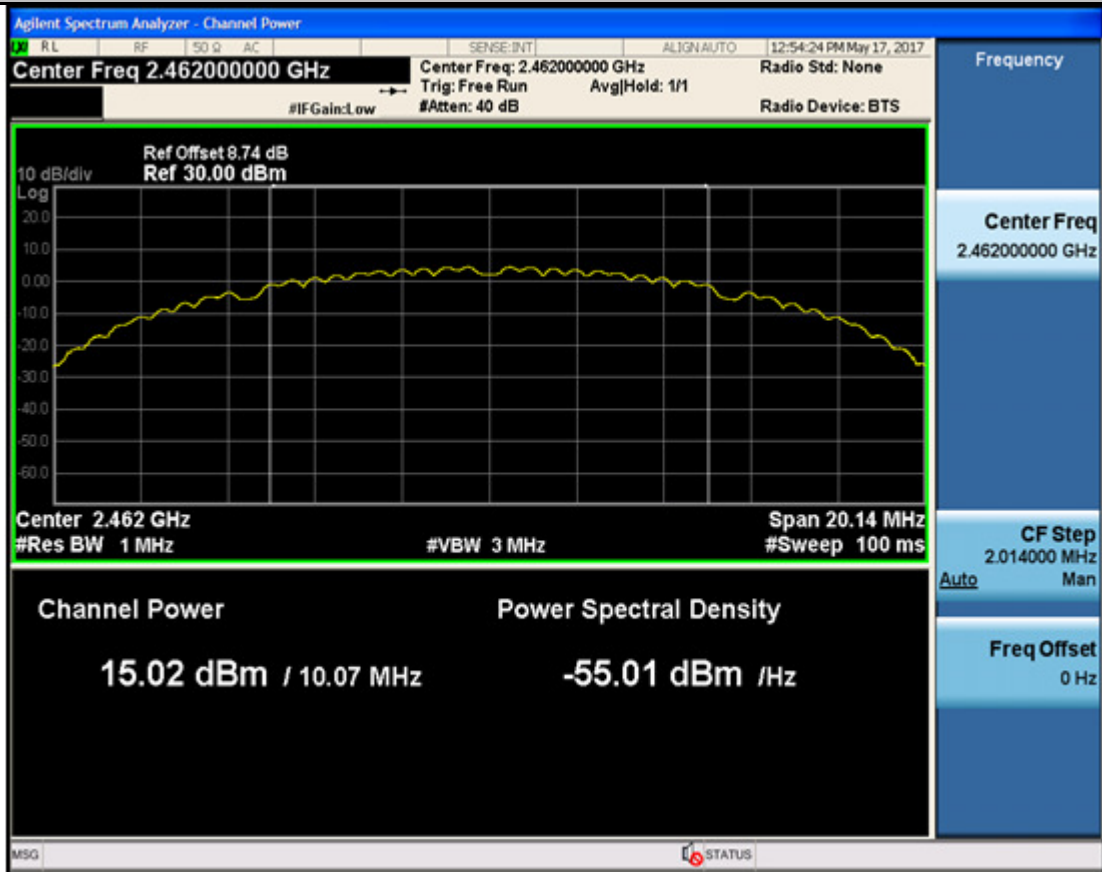 Agilent Spectrum Analyzer - Channel Power
LXI RL RF 50 Ω AC SENSE:INT ALIGNAUTO 12:54:24 PM May 17, 2017
Center Freq 2.462000000 GHz
Center Freq: 2.462000000 GHz
Radio Std: None
Trig: Free Run Avg|Hold: 1/1
#IFGain:Low
#Atten: 40 dB
Radio Device: BTS
Ref Offset 8.74 dB
10 dB/div Ref 30.00 dBm
Log
20.0
10.0
0.00
-10.0
-20.0
-30.0
-40.0
-50.0
-60.0
Center 2.462 GHz Span 20.14 MHz
#Res BW 1 MHz #VBW 3 MHz #Sweep 100 ms
Channel Power Power Spectral Density
15.02 dBm / 10.07 MHz -55.01 dBm /Hz
MSG STATUS
Frequency
Center Freq
2.462000000 GHz
CF Step
2.014000 MHz
Auto Man
Freq Offset
0 Hz